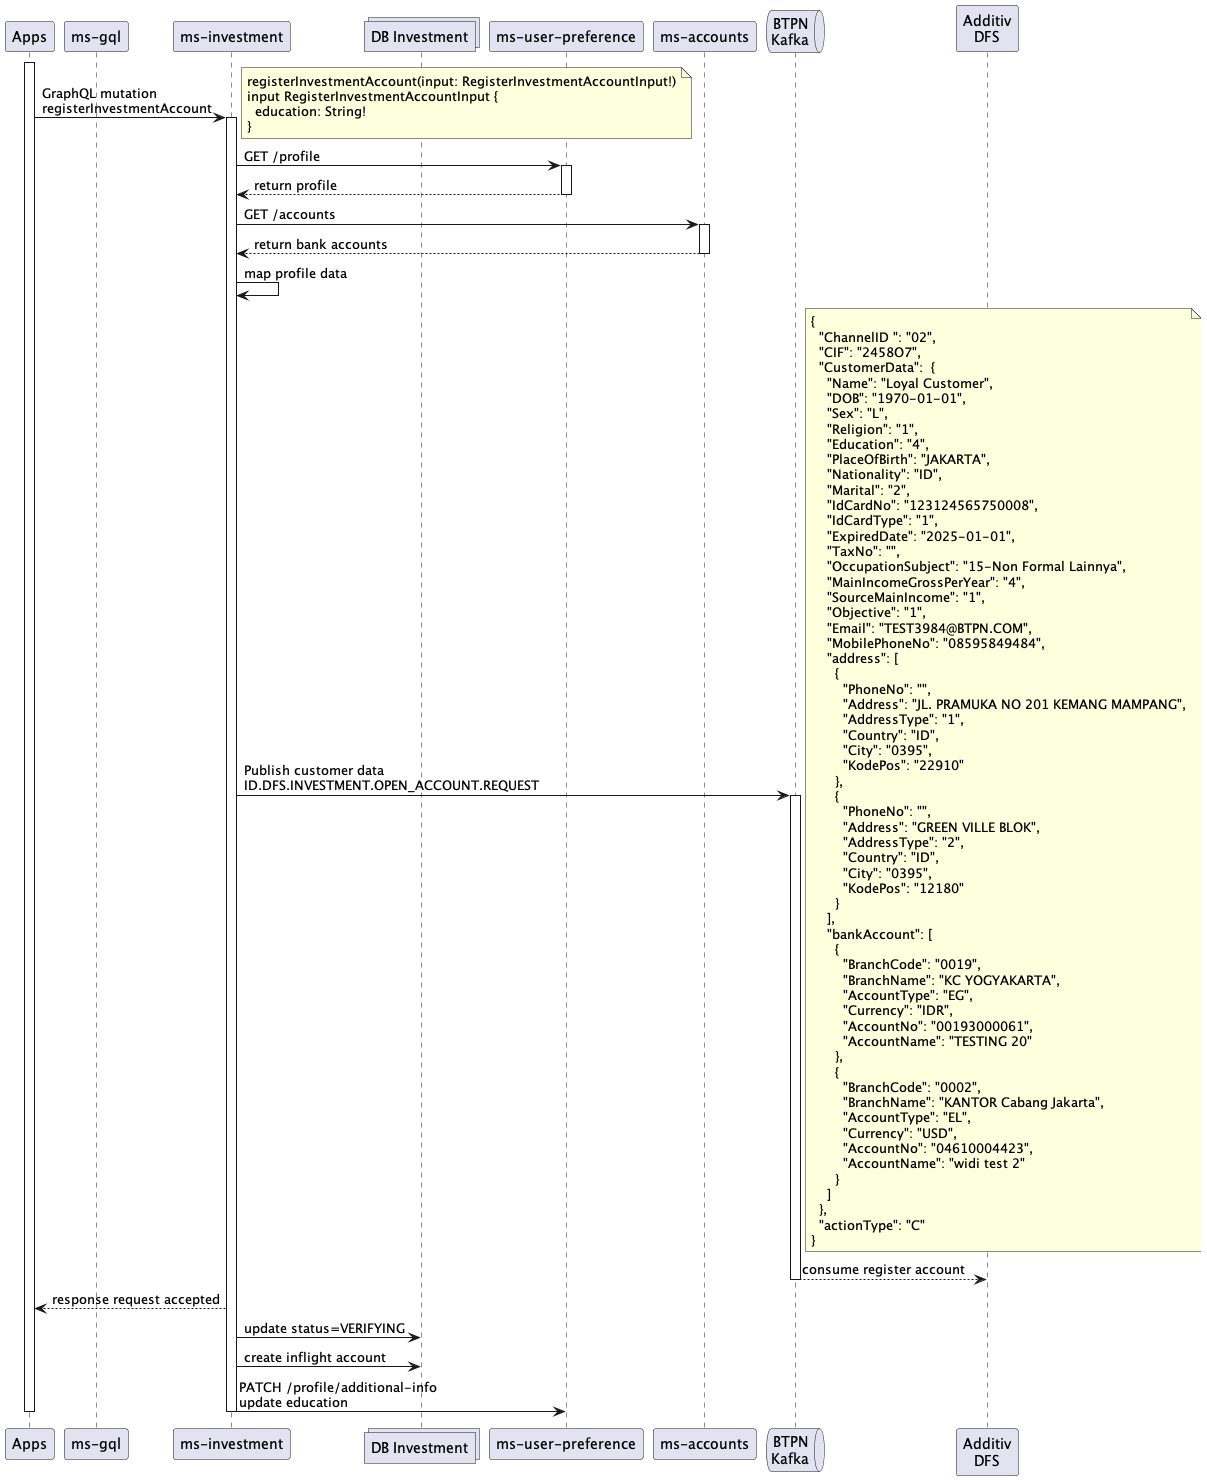 Apps
ms-gql
ms-investment
DB Investment
ms-user-preference
ms-accounts
BTPN
Kafka
Additiv
DFS
GraphQL mutation
registerInvestmentAccount
registerInvestmentAccount(input: RegisterInvestmentAccountInput!)
input RegisterInvestmentAccountInput {
education: String!
}
GET /profile
return profile
GET /accounts
return bank accounts
map profile data
Publish customer data
ID.DFS.INVESTMENT.OPEN_ACCOUNT.REQUEST
{
"ChannelID ": "02",
"CIF": "2458O7",
"CustomerData":  {
"Name": "Loyal Customer",
"DOB": "1970-01-01",
"Sex": "L",
"Religion": "1",
"Education": "4",
"PlaceOfBirth": "JAKARTA",
"Nationality": "ID",
"Marital": "2",
"IdCardNo": "123124565750008",
"IdCardType": "1",
"ExpiredDate": "2025-01-01",
"TaxNo": "",
"OccupationSubject": "15-Non Formal Lainnya",
"MainIncomeGrossPerYear": "4",
"SourceMainIncome": "1",
"Objective": "1",
"Email": "TEST3984@BTPN.COM",
"MobilePhoneNo": "08595849484",
"address": [
{
"PhoneNo": "",
"Address": "JL. PRAMUKA NO 201 KEMANG MAMPANG",
"AddressType": "1",
"Country": "ID",
"City": "0395",
"KodePos": "22910"
},
{
"PhoneNo": "",
"Address": "GREEN VILLE BLOK",
"AddressType": "2",
"Country": "ID",
"City": "0395",
"KodePos": "12180"
}
],
"bankAccount": [
{
"BranchCode": "0019",
"BranchName": "KC YOGYAKARTA",
"AccountType": "EG",
"Currency": "IDR",
"AccountNo": "00193000061",
"AccountName": "TESTING 20"
},
{
"BranchCode": "0002",
"BranchName": "KANTOR Cabang Jakarta",
"AccountType": "EL",
"Currency": "USD",
"AccountNo": "04610004423",
"AccountName": "widi test 2"
}
]
},
"actionType": "C"
}
consume register account
response request accepted
update status=VERIFYING
create inflight account
PATCH /profile/additional-info
update education
Apps
ms-gql
ms-investment
DB Investment
ms-user-preference
ms-accounts
BTPN
Kafka
Additiv
DFS